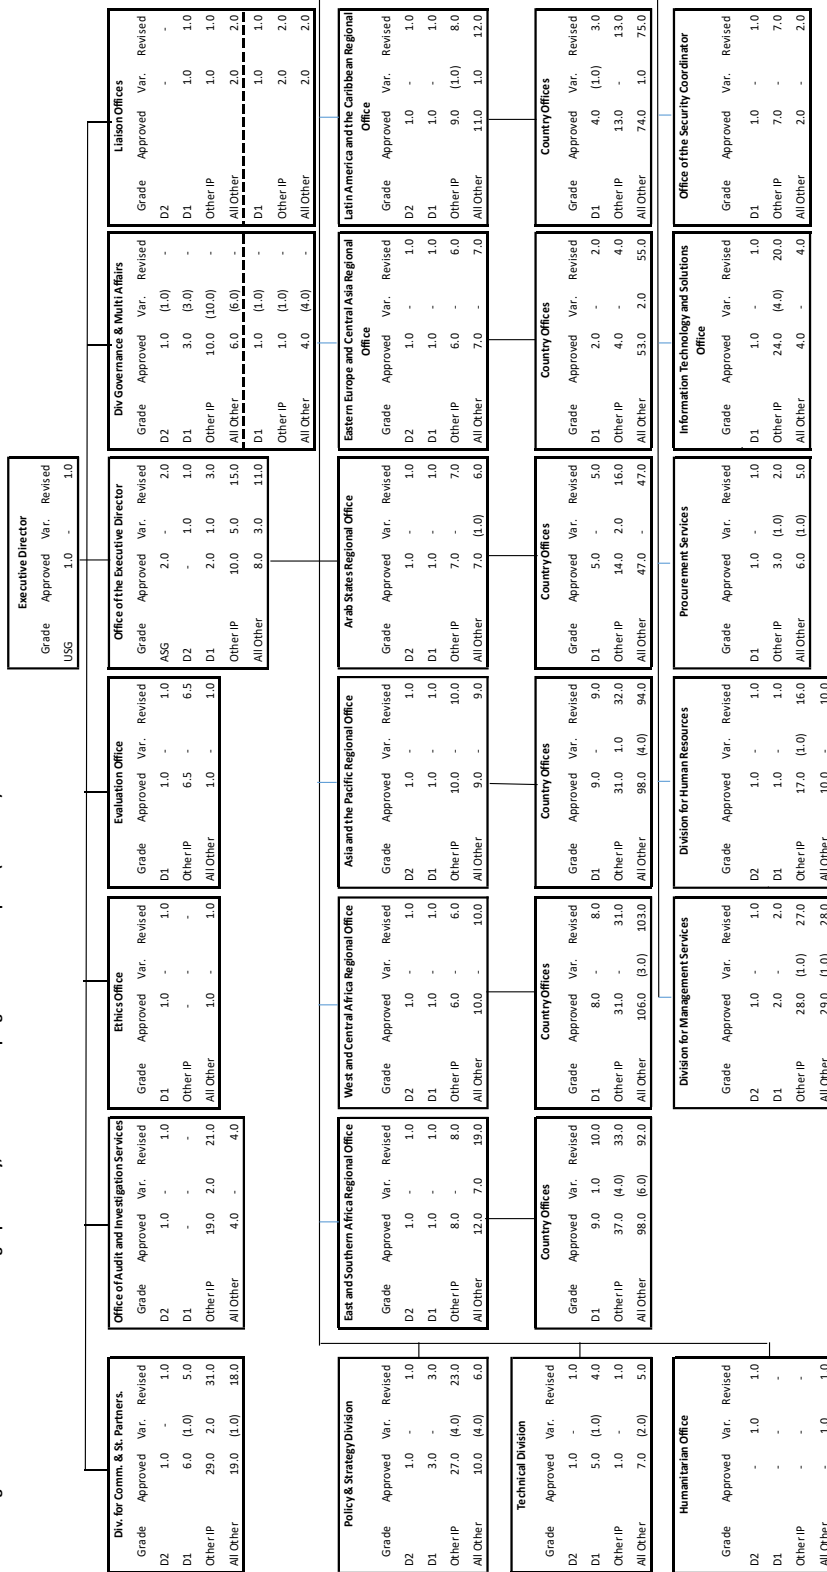 Executive Director
Grade Approved Var. Revised
USG 1.0 - 1.0
Div. for Comm. & St. Partners.
Grade Approved Var. Revised
D2 1.0 - 1.0
D1 6.0 (1.0) 5.0
Other IP 29.0 2.0 31.0
All Other 19.0 (1.0) 18.0
Office of Audit and Investigation Services
Grade Approved Var. Revised
D2 1.0 - 1.0
D1 - - -
Other IP 19.0 2.0 21.0
All Other 4.0 - 4.0
Ethics Office
Grade Approved Var. Revised
D1 1.0 - 1.0
Other IP - - -
All Other 1.0 - 1.0
Evaluation Office
Grade Approved Var. Revised
D1 1.0 - 1.0
Other IP 6.5 - 6.5
All Other 1.0 - 1.0
Office of the Executive Director
Grade Approved Var. Revised
ASG 2.0 - 2.0
D2 - 1.0 1.0
D1 2.0 1.0 3.0
Other IP 10.0 5.0 15.0
All Other 8.0 3.0 11.0
Div Governance & Multi Affairs
Grade Approved Var. Revised
D2 1.0 (1.0) -
D1 3.0 (3.0) -
Other IP 10.0 (10.0) -
All Other 6.0 (6.0) -
D1 1.0 (1.0) -
Other IP 1.0 (1.0) -
All Other 4.0 (4.0) -
Liaison Offices
Grade Approved Var. Revised
D2 - -
D1 1.0 1.0
Other IP 1.0 1.0
All Other 2.0 2.0
D1 1.0 1.0
Other IP 2.0 2.0
All Other 2.0 2.0
Policy & Strategy Division
Grade Approved Var. Revised
D2 1.0 - 1.0
D1 3.0 - 3.0
Other IP 27.0 (4.0) 23.0
All Other 10.0 (4.0) 6.0
East and Southern Africa Regional Office
Grade Approved Var. Revised
D2 1.0 - 1.0
D1 1.0 - 1.0
Other IP 8.0 - 8.0
All Other 12.0 7.0 19.0
West and Central Africa Regional Office
Grade Approved Var. Revised
D2 1.0 - 1.0
D1 1.0 - 1.0
Other IP 6.0 - 6.0
All Other 10.0 - 10.0
Asia and the Pacific Regional Office
Grade Approved Var. Revised
D2 1.0 - 1.0
D1 1.0 - 1.0
Other IP 10.0 - 10.0
All Other 9.0 - 9.0
Arab States Regional Office
Grade Approved Var. Revised
D2 1.0 - 1.0
D1 1.0 - 1.0
Other IP 7.0 - 7.0
All Other 7.0 (1.0) 6.0
Eastern Europe and Central Asia Regional
Office
Grade Approved Var. Revised
D2 1.0 - 1.0
D1 1.0 - 1.0
Other IP 6.0 - 6.0
All Other 7.0 - 7.0
Latin America and the Caribbean Regional
Office
Grade Approved Var. Revised
D2 1.0 - 1.0
D1 1.0 - 1.0
Other IP 9.0 (1.0) 8.0
All Other 11.0 1.0 12.0
Technical Division
Grade Approved Var. Revised
D2 1.0 - 1.0
D1 5.0 (1.0) 4.0
Other IP 1.0 - 1.0
All Other 7.0 (2.0) 5.0
Country Offices
Grade Approved Var. Revised
D1 9.0 1.0 10.0
Other IP 37.0 (4.0) 33.0
All Other 98.0 (6.0) 92.0
Country Offices
Grade Approved Var. Revised
D1 8.0 - 8.0
Other IP 31.0 - 31.0
All Other 106.0 (3.0) 103.0
Country Offices
Grade Approved Var. Revised
D1 9.0 - 9.0
Other IP 31.0 1.0 32.0
All Other 98.0 (4.0) 94.0
Country Offices
Grade Approved Var. Revised
D1 5.0 - 5.0
Other IP 14.0 2.0 16.0
All Other 47.0 - 47.0
Country Offices
Grade Approved Var. Revised
D1 2.0 - 2.0
Other IP 4.0 - 4.0
All Other 53.0 2.0 55.0
Country Offices
Grade Approved Var. Revised
D1 4.0 (1.0) 3.0
Other IP 13.0 - 13.0
All Other 74.0 1.0 75.0
Humanitarian Office
Grade Approved Var. Revised
D2 - 1.0 1.0
D1 - -
Other IP - -
All Other - 1.0 1.0
Division for Management Services
Grade Approved Var. Revised
D2 1.0 - 1.0
D1 2.0 - 2.0
Other IP 28.0 (1.0) 27.0
All Other 29.0 (1.0) 28.0
Division for Human Resources
Grade Approved Var. Revised
D2 1.0 - 1.0
D1 1.0 - 1.0
Other IP 17.0 (1.0) 16.0
All Other 10.0 - 10.0
Procurement Services
Grade Approved Var. Revised
D1 1.0 - 1.0
Other IP 3.0 (1.0) 2.0
All Other 6.0 (1.0) 5.0
Information Technology and Solutions
Office
Grade Approved Var. Revised
D1 1.0 - 1.0
Other IP 24.0 (4.0) 20.0
All Other 4.0 - 4.0
Office of the Security Coordinator
Grade Approved Var. Revised
D1 1.0 - 1.0
Other IP 7.0 - 7.0
All Other 2.0 - 2.0